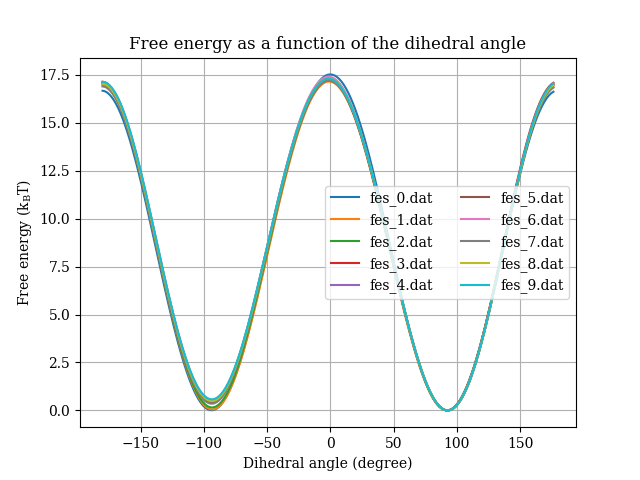 Free energy as a function of the dihedral angle
Free energy (k_BT)
17.5
15.0
12.5
10.0
7.5
5.0
2.5
0.0
fes_0.dat
fes_1.dat
fes_2.dat
fes_3.dat
fes_4.dat
fes_5.dat
fes_6.dat
fes_7.dat
fes_8.dat
fes_9.dat
−150 −100 −50 0 50 100 150
Dihedral angle (degree)